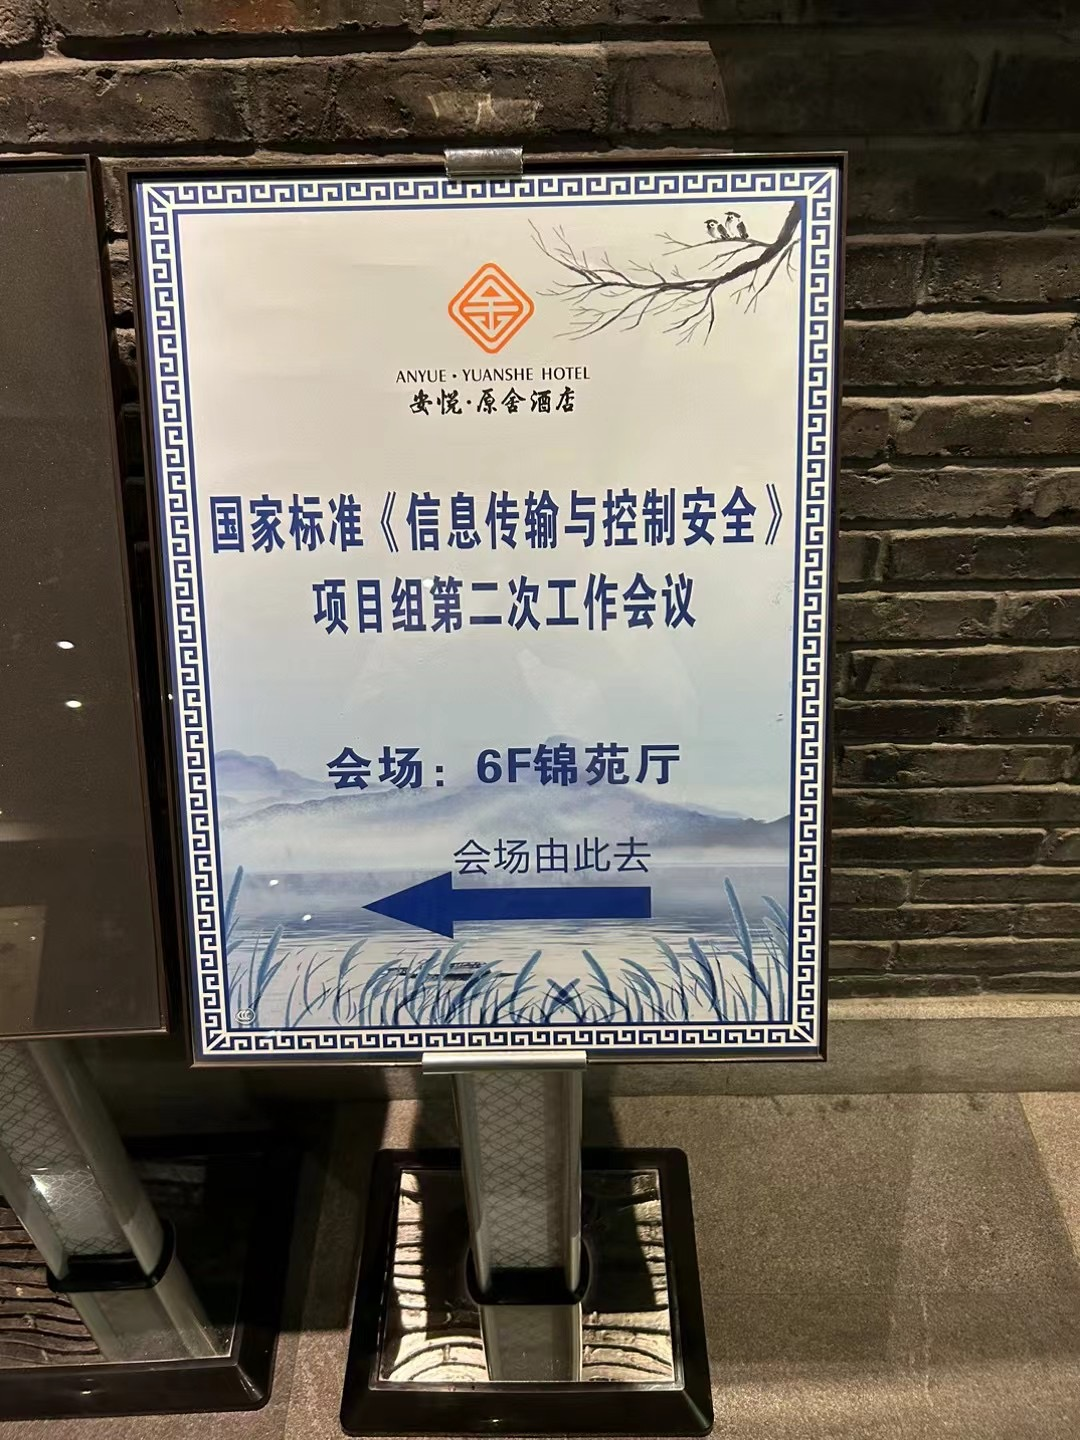 ANYUE·YUANSHE HOTEL
安悦·原舍酒店
国家标准《信息传输与控制安全》
项目组第二次工作会议
会场：6F锦苑厅
会场由此去